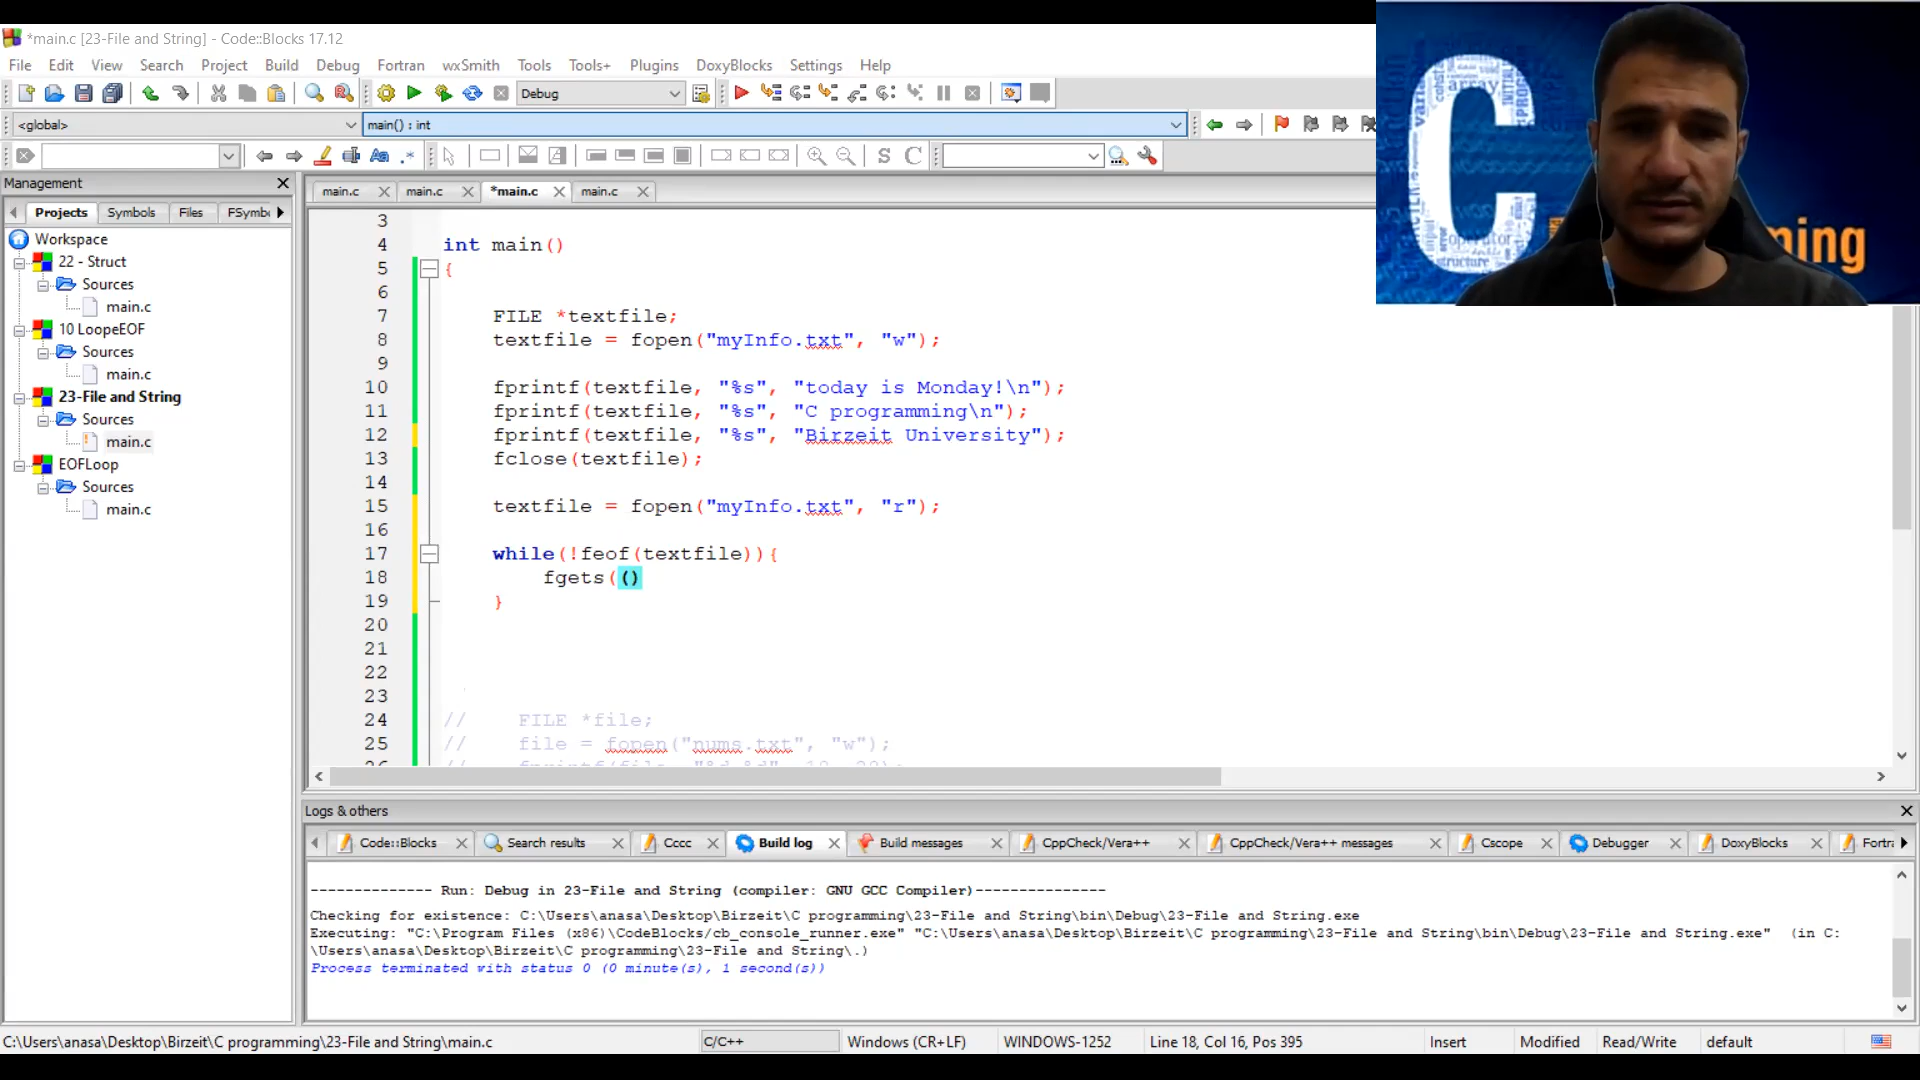 *main.c [23-File and String] - Code::Blocks 17.12
File Edit View Search Project Build Debug Fortran wxSmith Tools Tools+ Plugins DoxyBlocks Settings Help
Debug
<global> main() : int
S C
Management
Projects Symbols Files FSymbo
Workspace
22 - Struct
Sources
main.c
10 LoopeEOF
Sources
main.c
23-File and String
Sources
main.c
EOFLoop
Sources
main.c
main.c main.c *main.c main.c
3
4 int main()
5 {
6
7 FILE *textfile;
8 textfile = fopen("myInfo.txt", "w");
9
10 fprintf(textfile, "%s", "today is Monday!\n");
11 fprintf(textfile, "%s", "C programming\n");
12 fprintf(textfile, "%s", "Birzeit University");
13 fclose(textfile);
14
15 textfile = fopen("myInfo.txt", "r");
16
17 while(!feof(textfile)){
18 fgets(()
19 }
20
21
22
23
24 // FILE *file;
25 // file = fopen("nums.txt", "w");
Logs & others
Code::Blocks Search results Cccc Build log Build messages CppCheck/Vera++ CppCheck/Vera++ messages Cscope Debugger DoxyBlocks Fortra
-------------- Run: Debug in 23-File and String (compiler: GNU GCC Compiler)---------------
Checking for existence: C:\Users\anasa\Desktop\Birzeit\C programming\23-File and String\bin\Debug\23-File and String.exe
Executing: "C:\Program Files (x86)\CodeBlocks/cb_console_runner.exe" "C:\Users\anasa\Desktop\Birzeit\C programming\23-File and String\bin\Debug\23-File and String.exe" (in C:
\Users\anasa\Desktop\Birzeit\C programming\23-File and String\.)
Process terminated with status 0 (0 minute(s), 1 second(s))
C:\Users\anasa\Desktop\Birzeit\C programming\23-File and String\main.c C/C++ Windows (CR+LF) WINDOWS-1252 Line 18, Col 16, Pos 395 Insert Modified Read/Write default
array
C
operator
structure
ming